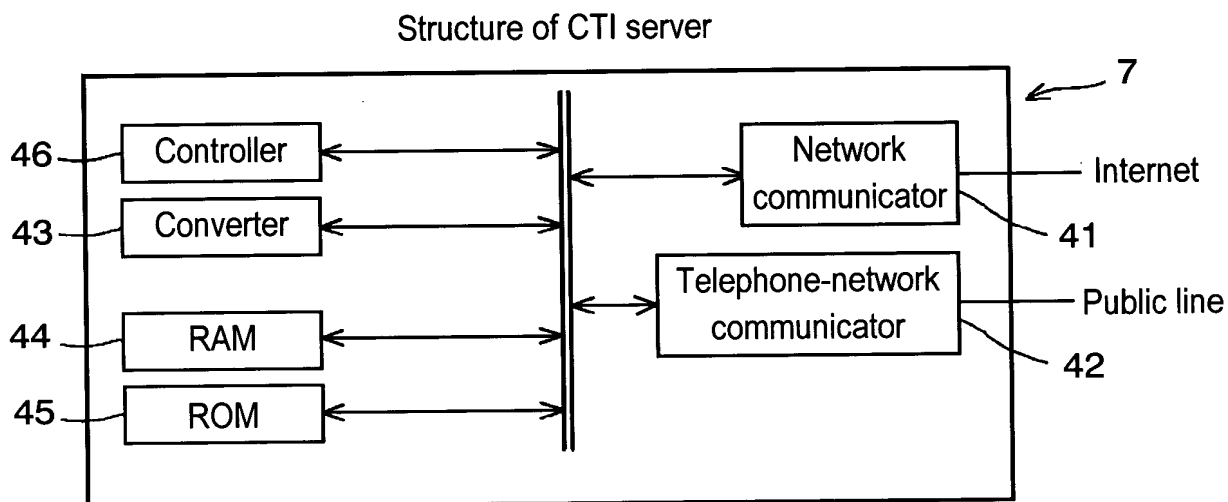 Structure of CTI server
7
46
Controller
Network
communicator
Internet
41
43
Converter
Telephone-network
communicator
Public line
42
44
RAM
45
ROM